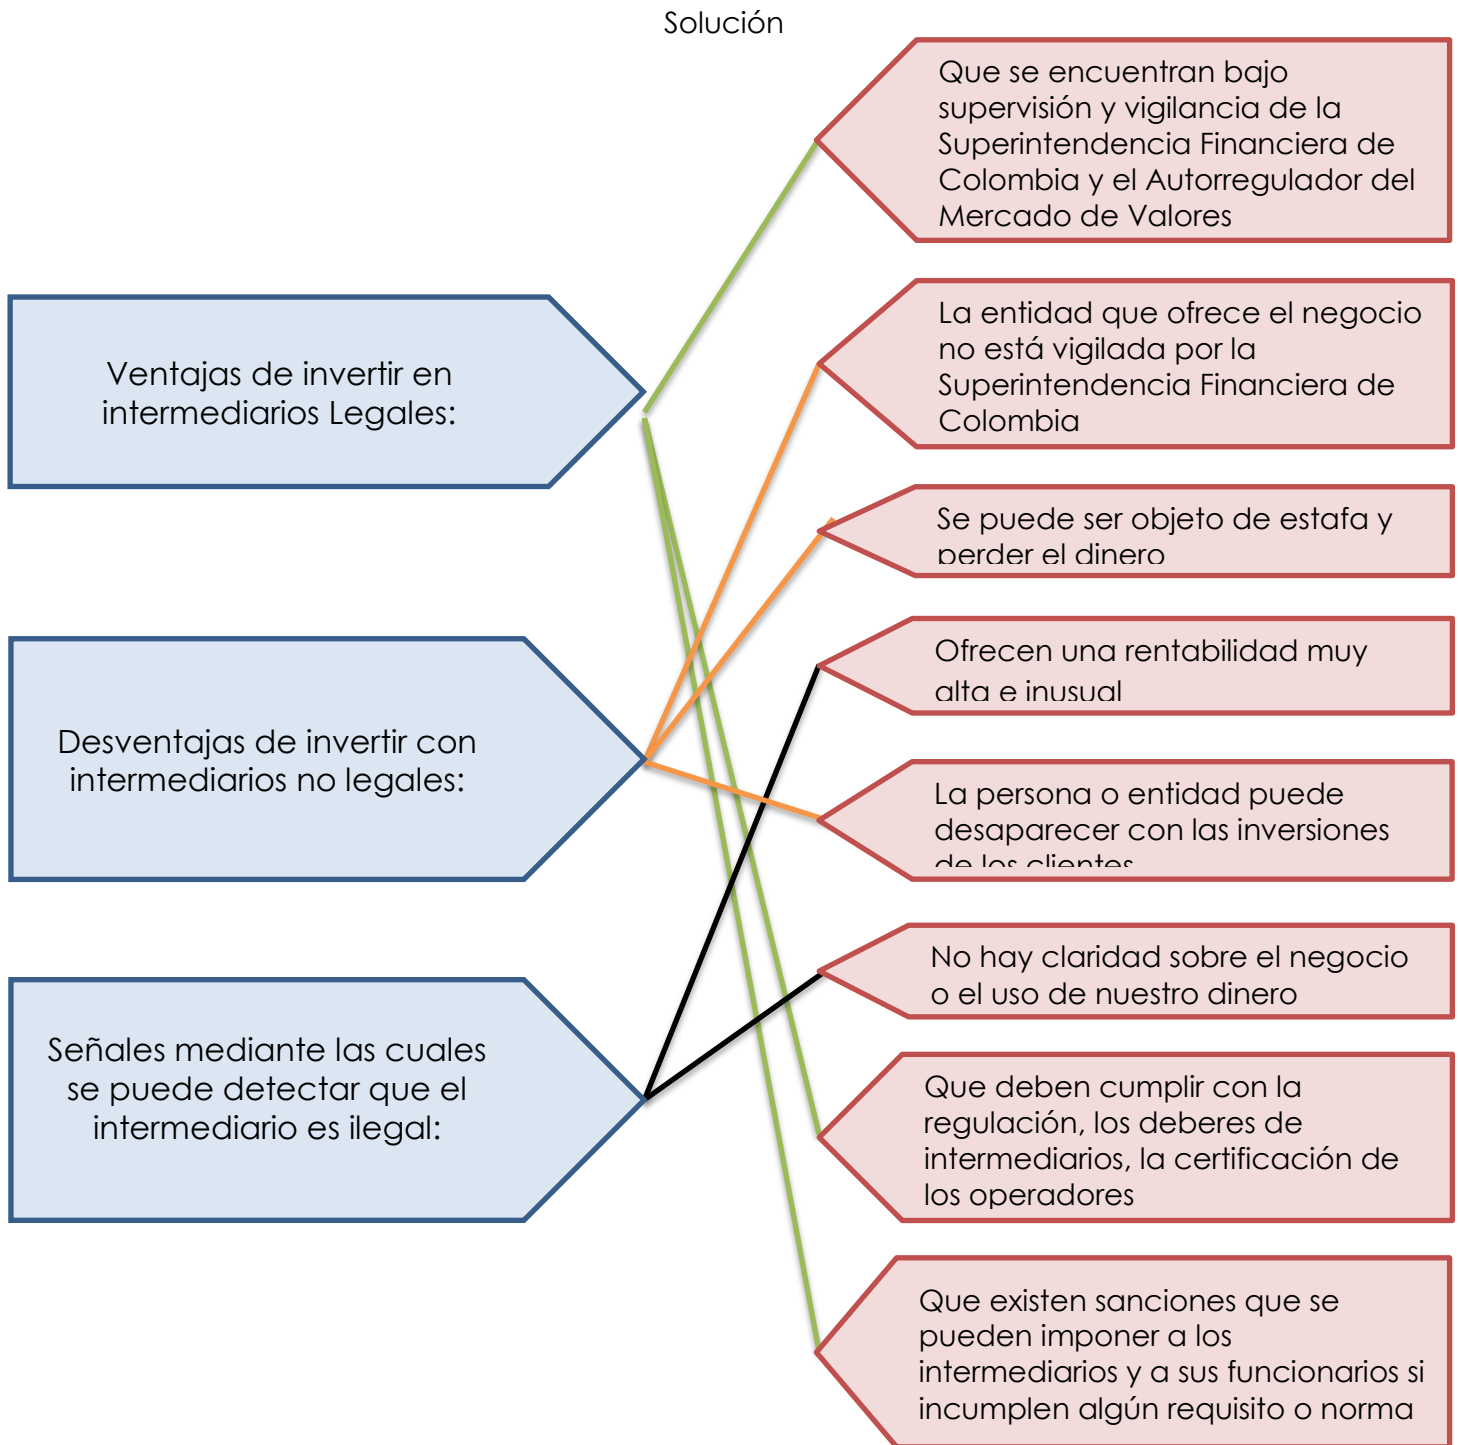 Solución
Que se encuentran bajo
supervisión y vigilancia de la
Superintendencia Financiera de
Colombia y el Autorregulador del
Mercado de Valores
Ventajas de invertir en
intermediarios Legales:
La entidad que ofrece el negocio
no está vigilada por la
Superintendencia Financiera de
Colombia
Se puede ser objeto de estafa y
perder el dinero
Ofrecen una rentabilidad muy
alta e inusual
Desventajas de invertir con
intermediarios no legales:
La persona o entidad puede
desaparecer con las inversiones
de los clientes
No hay claridad sobre el negocio
o el uso de nuestro dinero
Señales mediante las cuales
se puede detectar que el
intermediario es ilegal:
Que deben cumplir con la
regulación, los deberes de
intermediarios, la certificación de
los operadores
Que existen sanciones que se
pueden imponer a los
intermediarios y a sus funcionarios si
incumplen algún requisito o norma